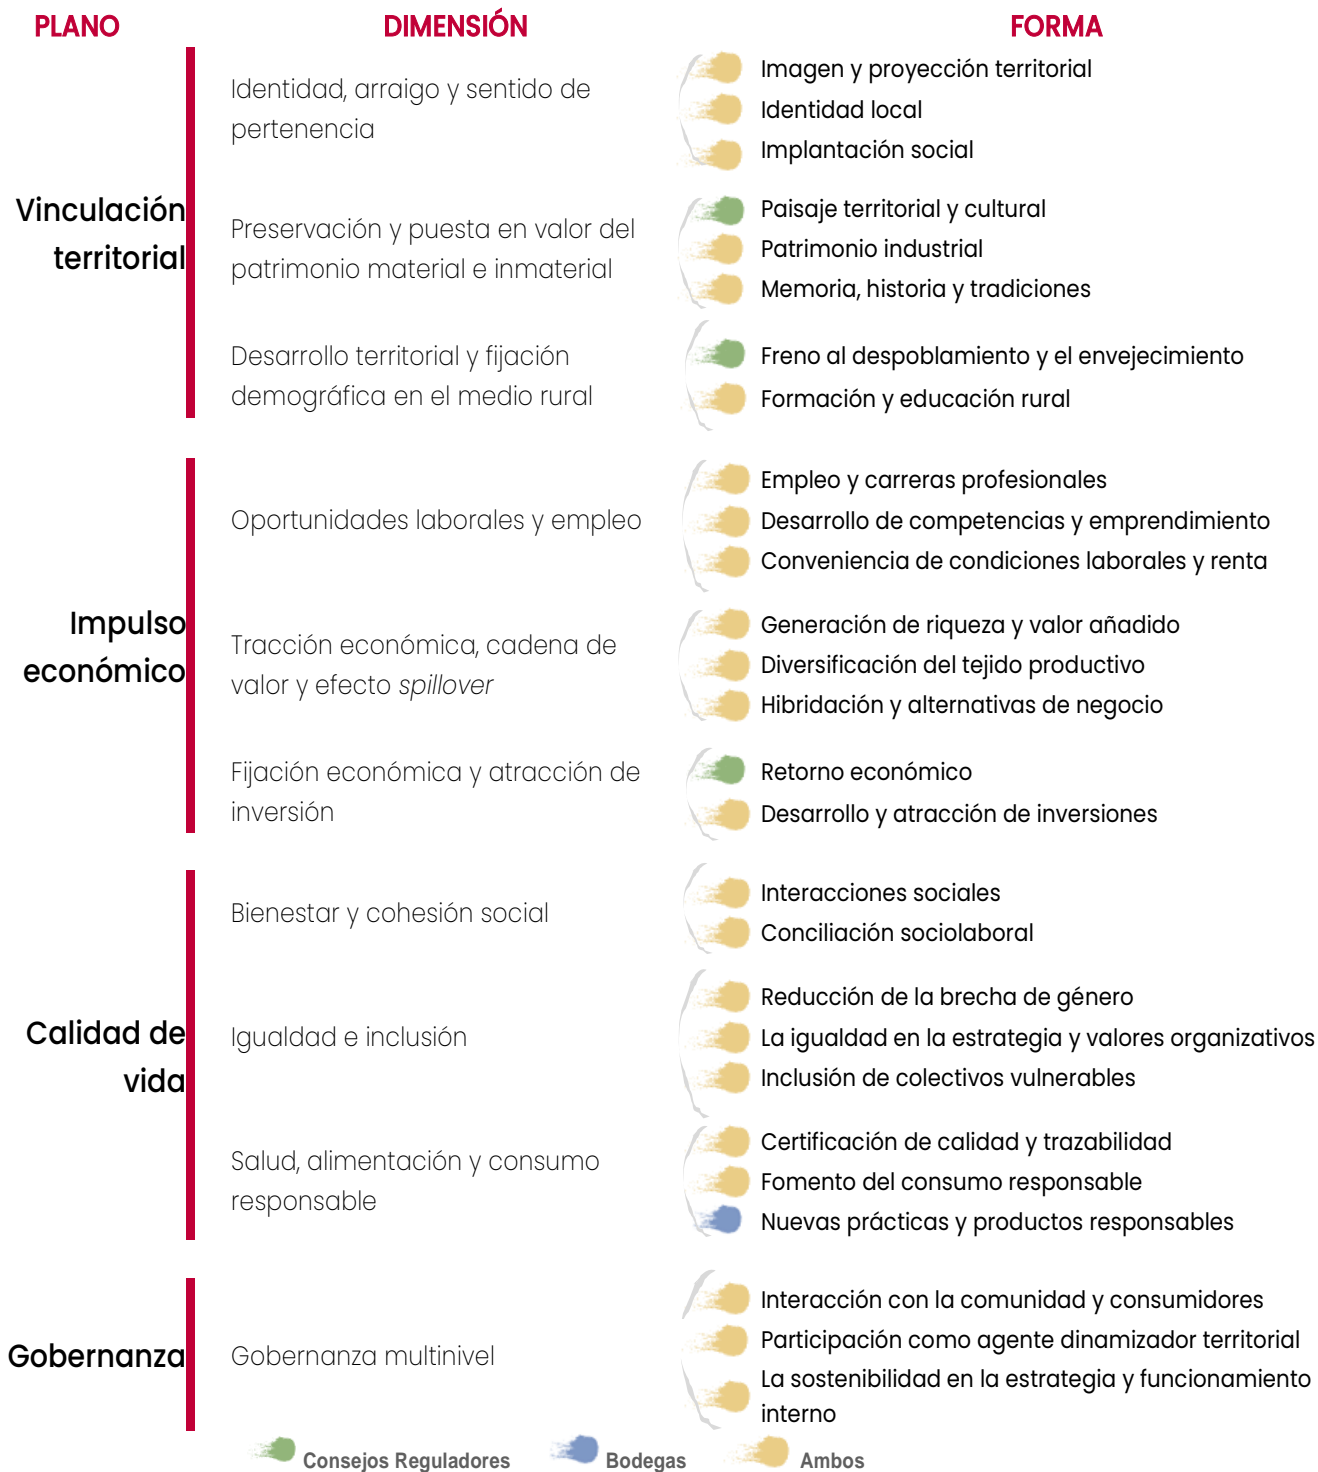 PLANO
DIMENSIÓN
FORMA
Vinculación
territorial
Identidad, arraigo y sentido de
pertenencia
Imagen y proyección territorial
Identidad local
Implantación social
Preservación y puesta en valor del
patrimonio material e inmaterial
Paisaje territorial y cultural
Patrimonio industrial
Memoria, historia y tradiciones
Desarrollo territorial y fijación
demográfica en el medio rural
Freno al despoblamiento y el envejecimiento
Formación y educación rural
Impulso
económico
Oportunidades laborales y empleo
Empleo y carreras profesionales
Desarrollo de competencias y emprendimiento
Conveniencia de condiciones laborales y renta
Tracción económica, cadena de
valor y efecto spillover
Generación de riqueza y valor añadido
Diversificación del tejido productivo
Hibridación y alternativas de negocio
Fijación económica y atracción de
inversión
Retorno económico
Desarrollo y atracción de inversiones
Calidad de
vida
Bienestar y cohesión social
Interacciones sociales
Conciliación sociolaboral
Igualdad e inclusión
Reducción de la brecha de género
La igualdad en la estrategia y valores organizativos
Inclusión de colectivos vulnerables
Salud, alimentación y consumo
responsable
Certificación de calidad y trazabilidad
Fomento del consumo responsable
Nuevas prácticas y productos responsables
Gobernanza
Gobernanza multinivel
Interacción con la comunidad y consumidores
Participación como agente dinamizador territorial
La sostenibilidad en la estrategia y funcionamiento
interno
Consejos Reguladores
Bodegas
Ambos